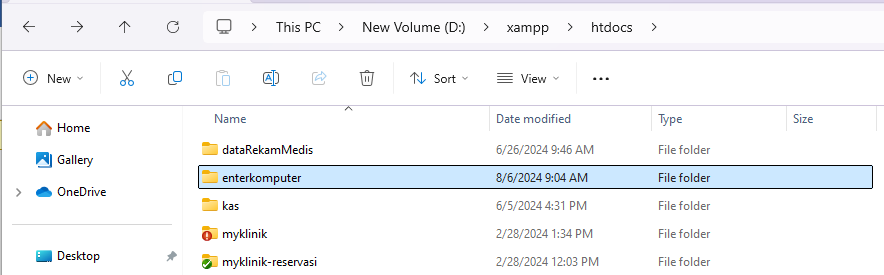 This PC > New Volume (D:) > xampp > htdocs >
New Sort View ...
Name Date modified Type Size
Home
Gallery
OneDrive
Desktop
dataRekamMedis 6/26/2024 9:46 AM File folder
enterkomputer 8/6/2024 9:04 AM File folder
kas 6/5/2024 4:31 PM File folder
myklinik 2/28/2024 1:34 PM File folder
myklinik-reservasi 2/28/2024 12:03 PM File folder